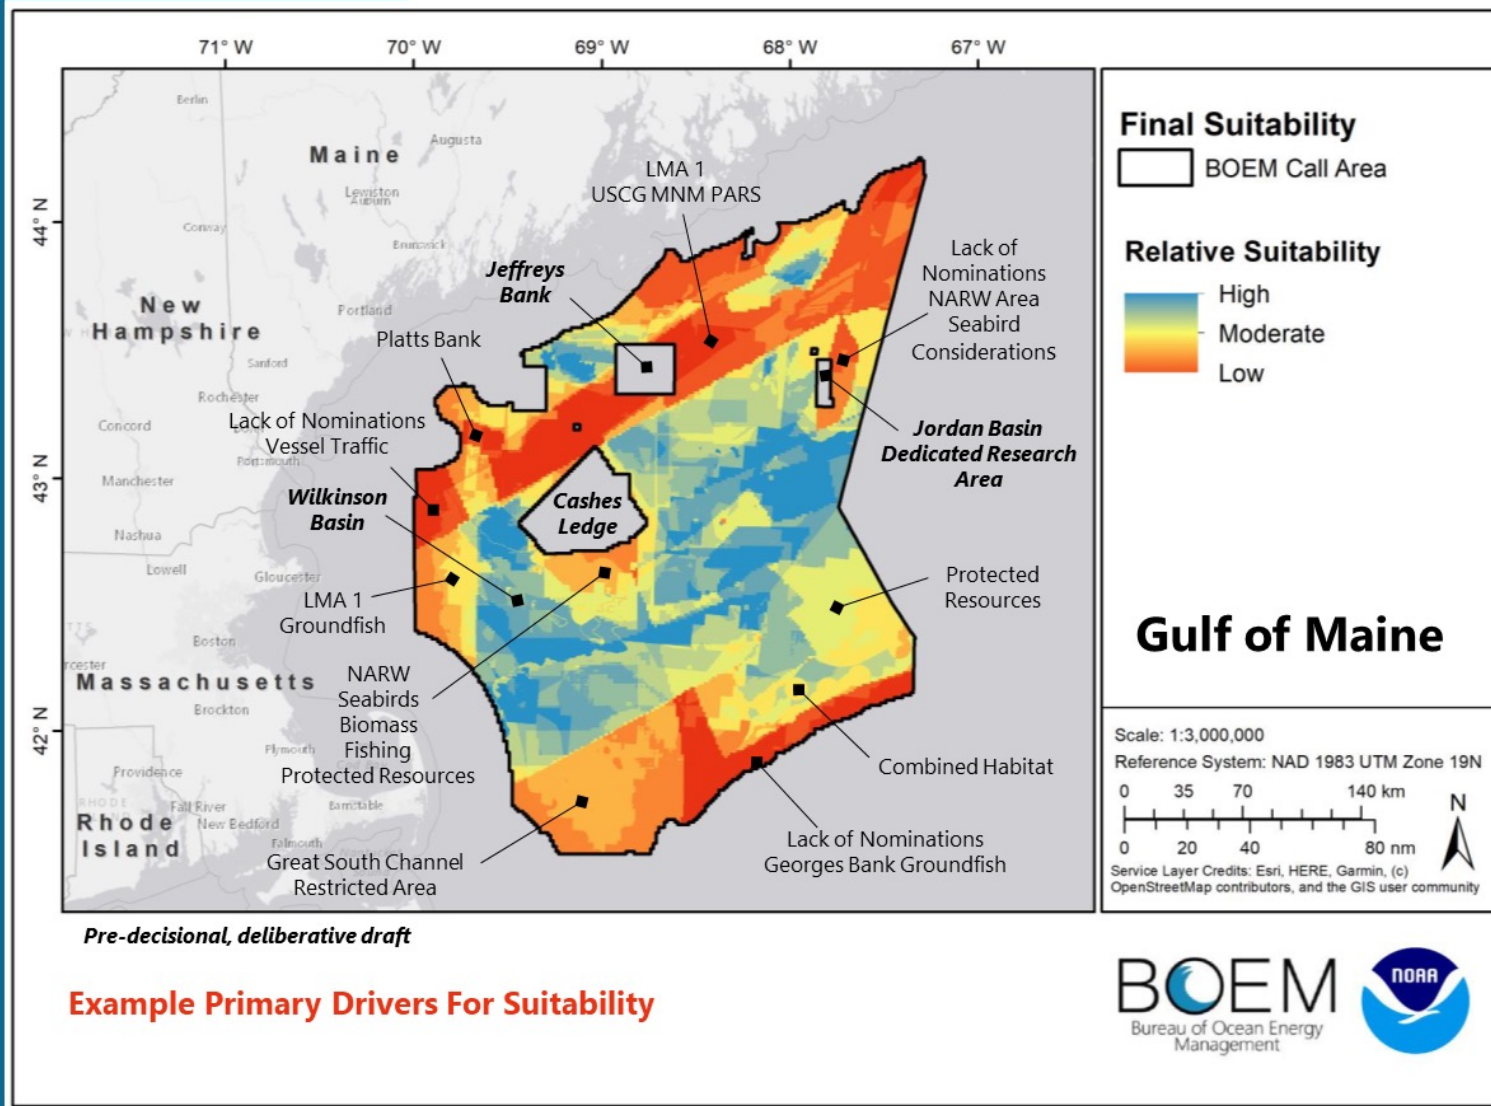 71° W
70° W
69° W
68° W
67° W
44° N
43° N
42° N
Berlin
Augusta
Maine
Lewiston
Auburn
Conway
Brunswick
New
Hampshire
Portland
Sanford
Rochester
Concord
Portsmouth
Manchester
Nashua
Lowell
Gloucester
Boston
Massachusetts
Brockton
Plymouth
Providence
Barnstable
Fall River
New Bedford
Rhode
Island
Falmouth
LMA 1
USCG MNM PARS
Jeffreys
Bank
Platts Bank
Lack of Nominations
Vessel Traffic
Wilkinson
Basin
LMA 1
Groundfish
NARW
Seabirds
Biomass
Fishing
Protected Resources
Great South Channel
Restricted Area
Cashes
Ledge
Lack of
Nominations
NARW Area
Seabird
Considerations
Jordan Basin
Dedicated Research
Area
Protected
Resources
Combined Habitat
Lack of Nominations
Georges Bank Groundfish
Final Suitability
BOEM Call Area
Relative Suitability
High
Moderate
Low
Gulf of Maine
Scale: 1:3,000,000
Reference System: NAD 1983 UTM Zone 19N
0 35 70 140 km
0 20 40 80 nm
N
Service Layer Credits: Esri, HERE, Garmin, (c)
OpenStreetMap contributors, and the GIS user community
Pre-decisional, deliberative draft
Example Primary Drivers For Suitability
BOEM
Bureau of Ocean Energy
Management
NOAA